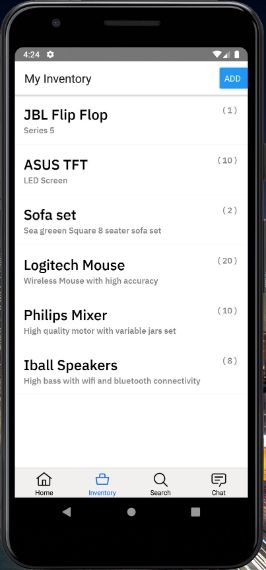 4:24
My Inventory
ADD
JBL Flip Flop
( 1 )
Series 5
ASUS TFT
( 10 )
LED Screen
Sofa set
( 2 )
Sea greeen Square 8 seater sofa set
Logitech Mouse
( 20 )
Wireless Mouse with high accuracy
Philips Mixer
( 10 )
High quality motor with variable jars set
Iball Speakers
( 8 )
High bass with wifi and bluetooth connectivity
Home
Inventory
Search
Chat